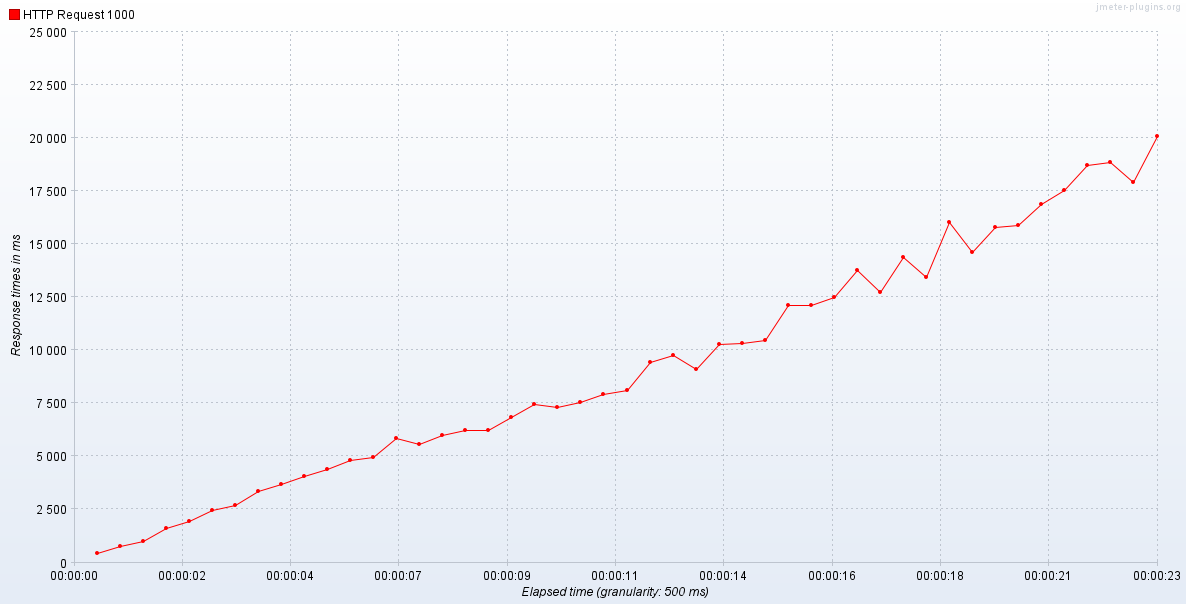 HTTP Request 1000
jmeter-plugins.org
25 000
22 500
20 000
17 500
15 000
12 500
10 000
7 500
5 000
2 500
0
Response times in ms
00:00:00 00:00:02 00:00:04 00:00:07 00:00:09 00:00:11 00:00:14 00:00:16 00:00:18 00:00:21 00:00:23
Elapsed time (granularity: 500 ms)